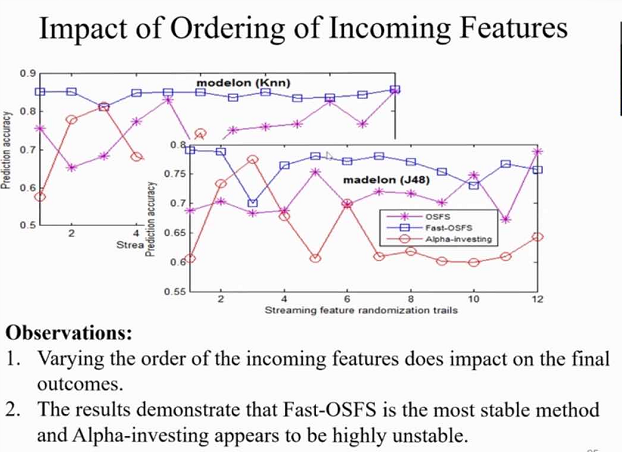 Impact of Ordering of Incoming Features
modelon (Knn)
0.9
0.8
0.7
0.6
0.5
Prediction accuracy
2
4
Strea
madelon (J48)
0.8
0.75
0.7
0.65
0.6
0.55
Prediction accuracy
OSFS
Fast-OSFS
Alpha-investing
2
4
6
8
10
12
Streaming feature randomization trails
Observations:
1. Varying the order of the incoming features does impact on the final
outcomes.
2. The results demonstrate that Fast-OSFS is the most stable method
and Alpha-investing appears to be highly unstable.